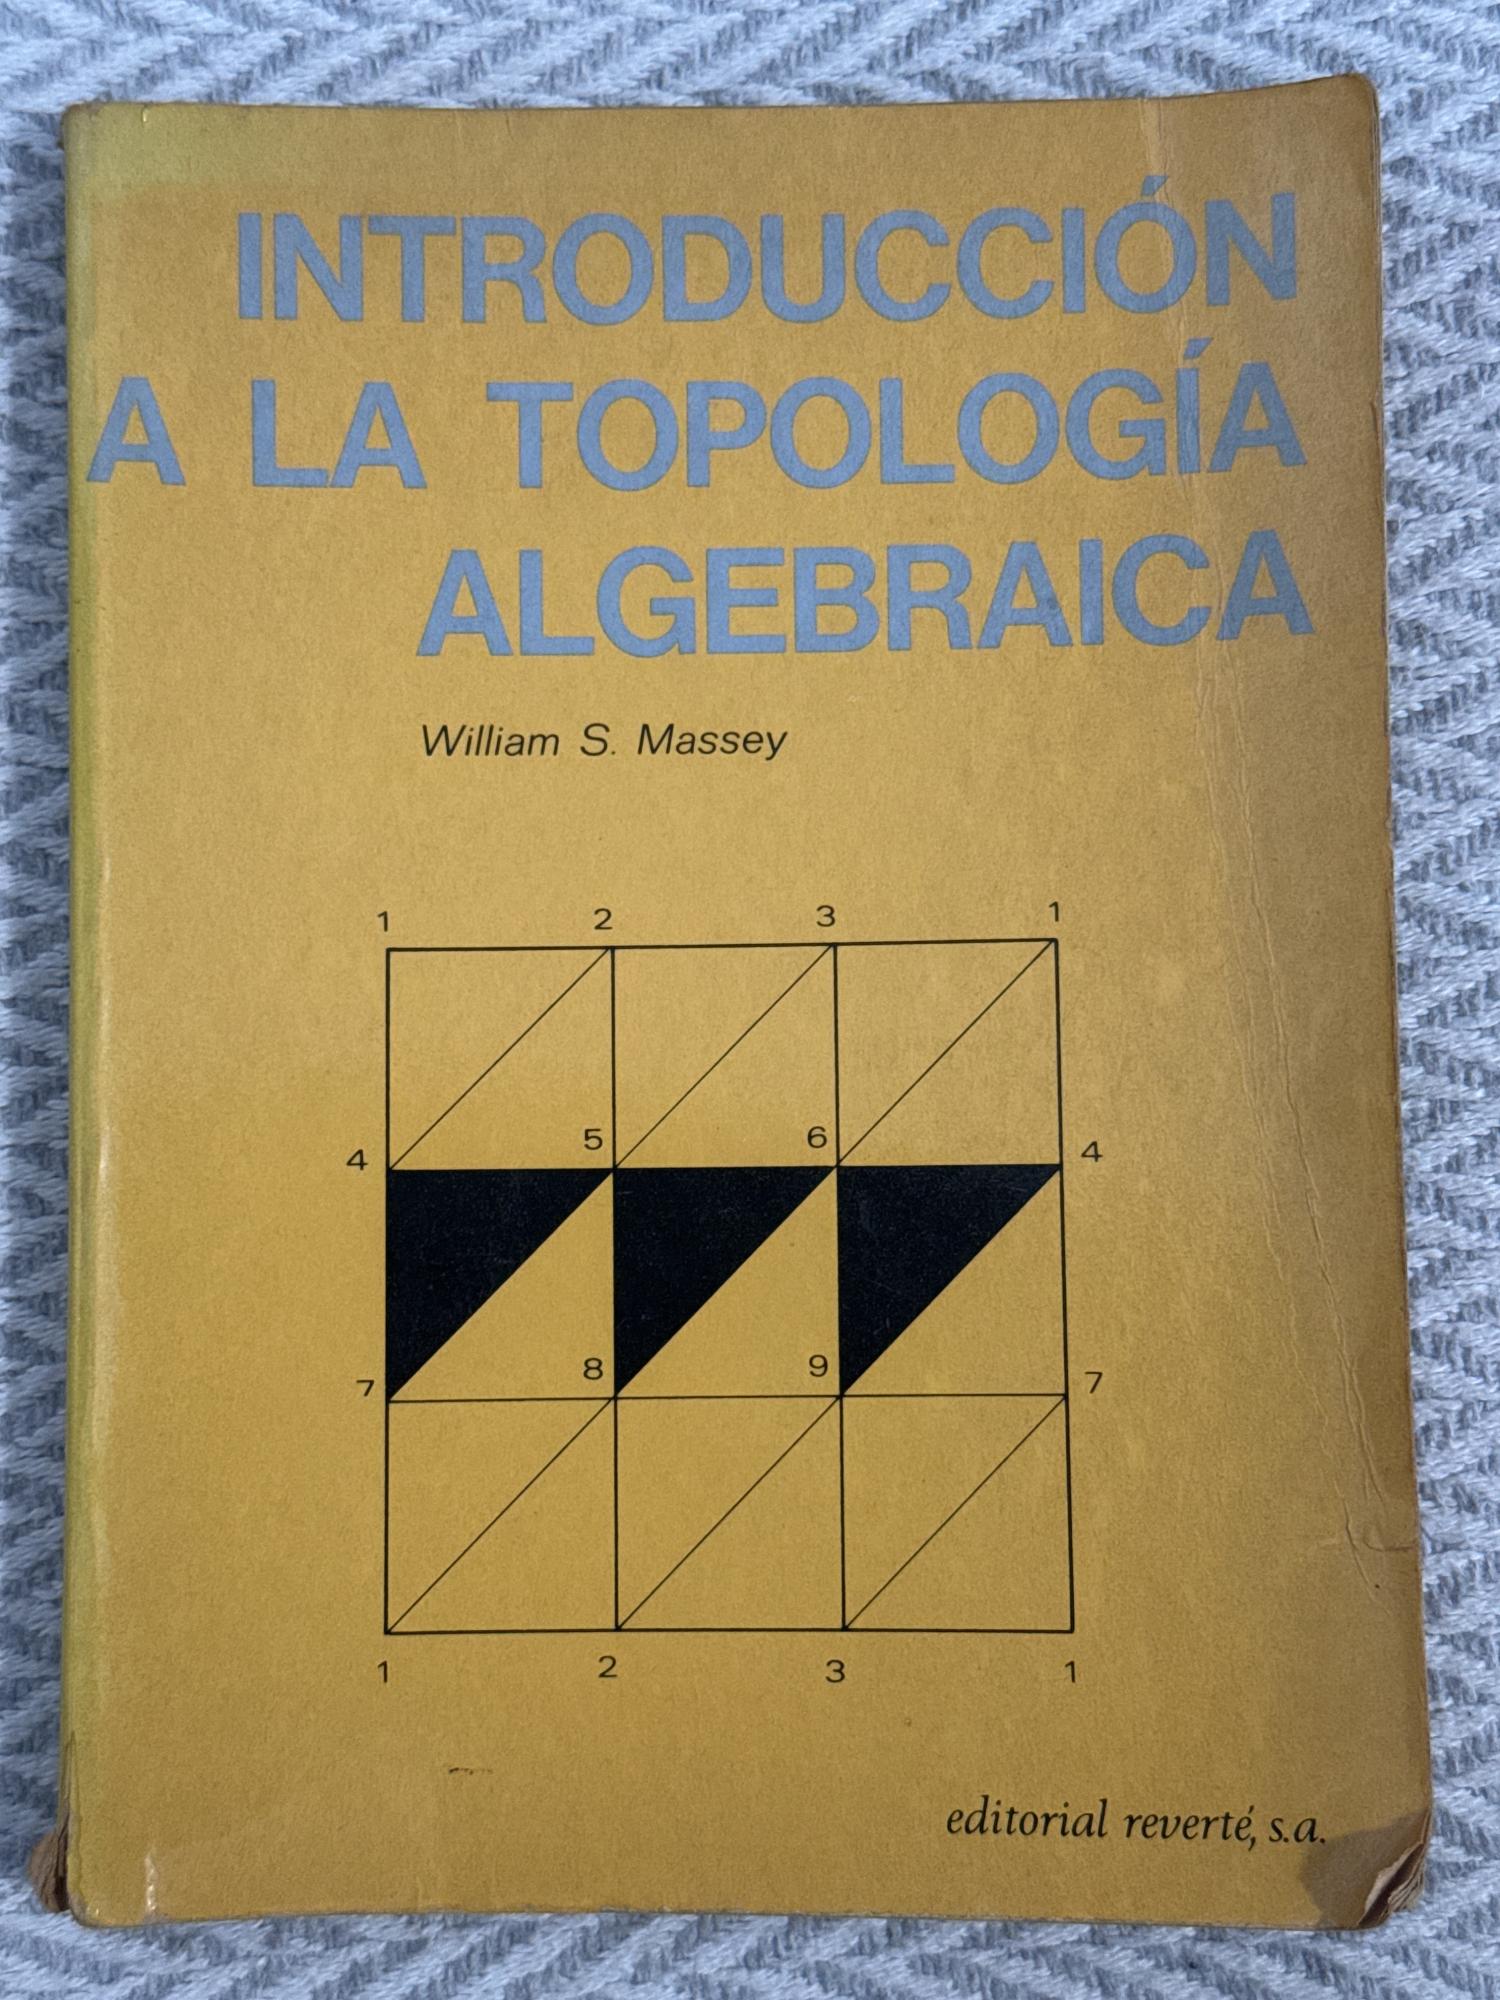 INTRODUCCIÓN
A LA TOPOLOGÍA
ALGEBRAICA
William S. Massey
1 2 3 1
4 5 6 4
7 8 9 7
1 2 3 1
editorial reverté, s.a.